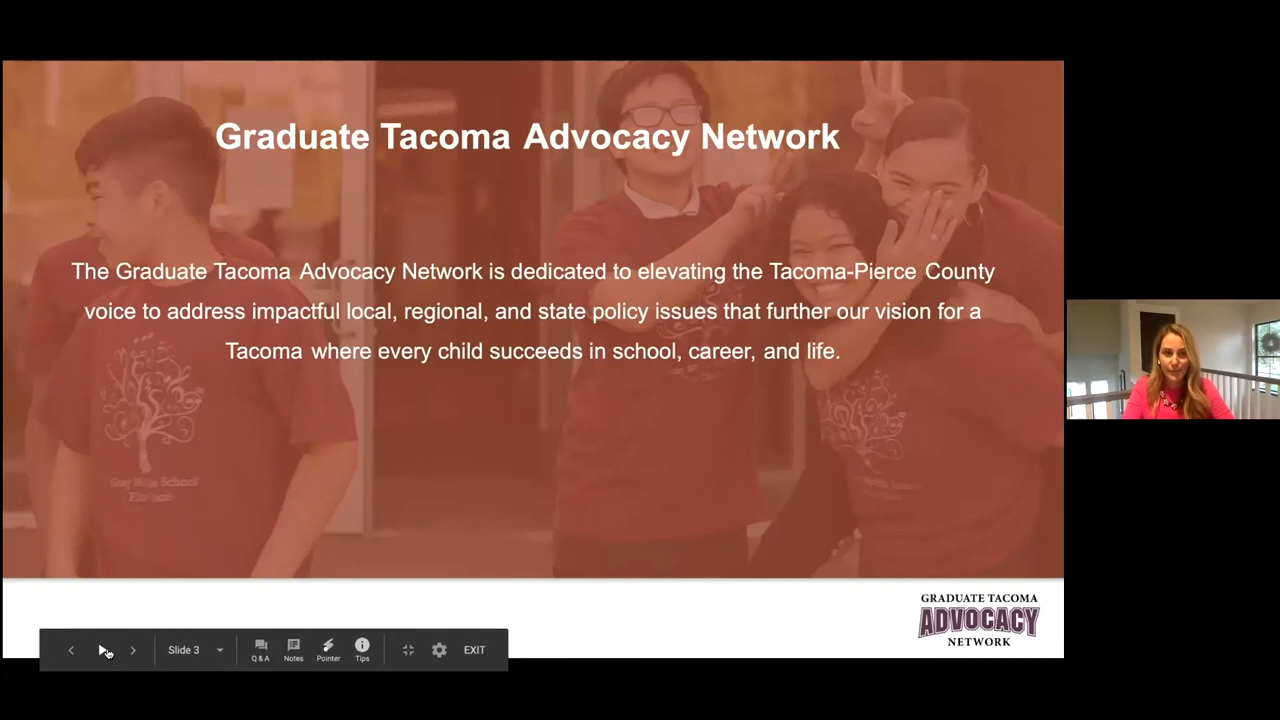 Graduate Tacoma Advocacy Network
The Graduate Tacoma Advocacy Network is dedicated to elevating the Tacoma-Pierce County
voice to address impactful local, regional, and state policy issues that further our vision for a
Tacoma where every child succeeds in school, career, and life.
GRADUATE TACOMA
ADVOCACY
NETWORK
Slide 3
Q & A
Notes
Pointer
Tips
EXIT